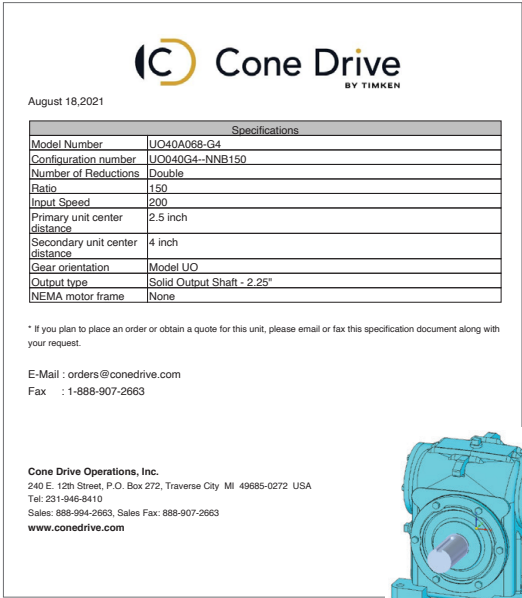 Cone Drive
BY TIMKEN
August 18,2021
Specifications
Model Number UO40A068-G4
Configuration number UO040G4--NNB150
Number of Reductions Double
Ratio 150
Input Speed 200
Primary unit center 2.5 inch
distance
Secondary unit center 4 inch
distance
Gear orientation Model UO
Output type Solid Output Shaft - 2.25"
NEMA motor frame None
* If you plan to place an order or obtain a quote for this unit, please email or fax this specification document along with
your request.
E-Mail : orders@conedrive.com
Fax : 1-888-907-2663
Cone Drive Operations, Inc.
240 E. 12th Street, P.O. Box 272, Traverse City MI 49685-0272 USA
Tel: 231-946-8410
Sales: 888-994-2663, Sales Fax: 888-907-2663
www.conedrive.com